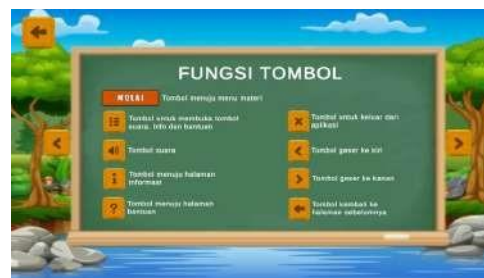 FUNGSI TOMBOL
MULAI Tombol menuju menu materi
Tombol untuk membuka tombol
suara, info dan bantuan
Tombol suara
Tombol menuju halaman
informasi
? Tombol menuju halaman
bantuan
Tombol untuk keluar dari
aplikasi
Tombol geser ke kiri
Tombol geser ke kanan
Tombol kembali ke
halaman sebelumnya